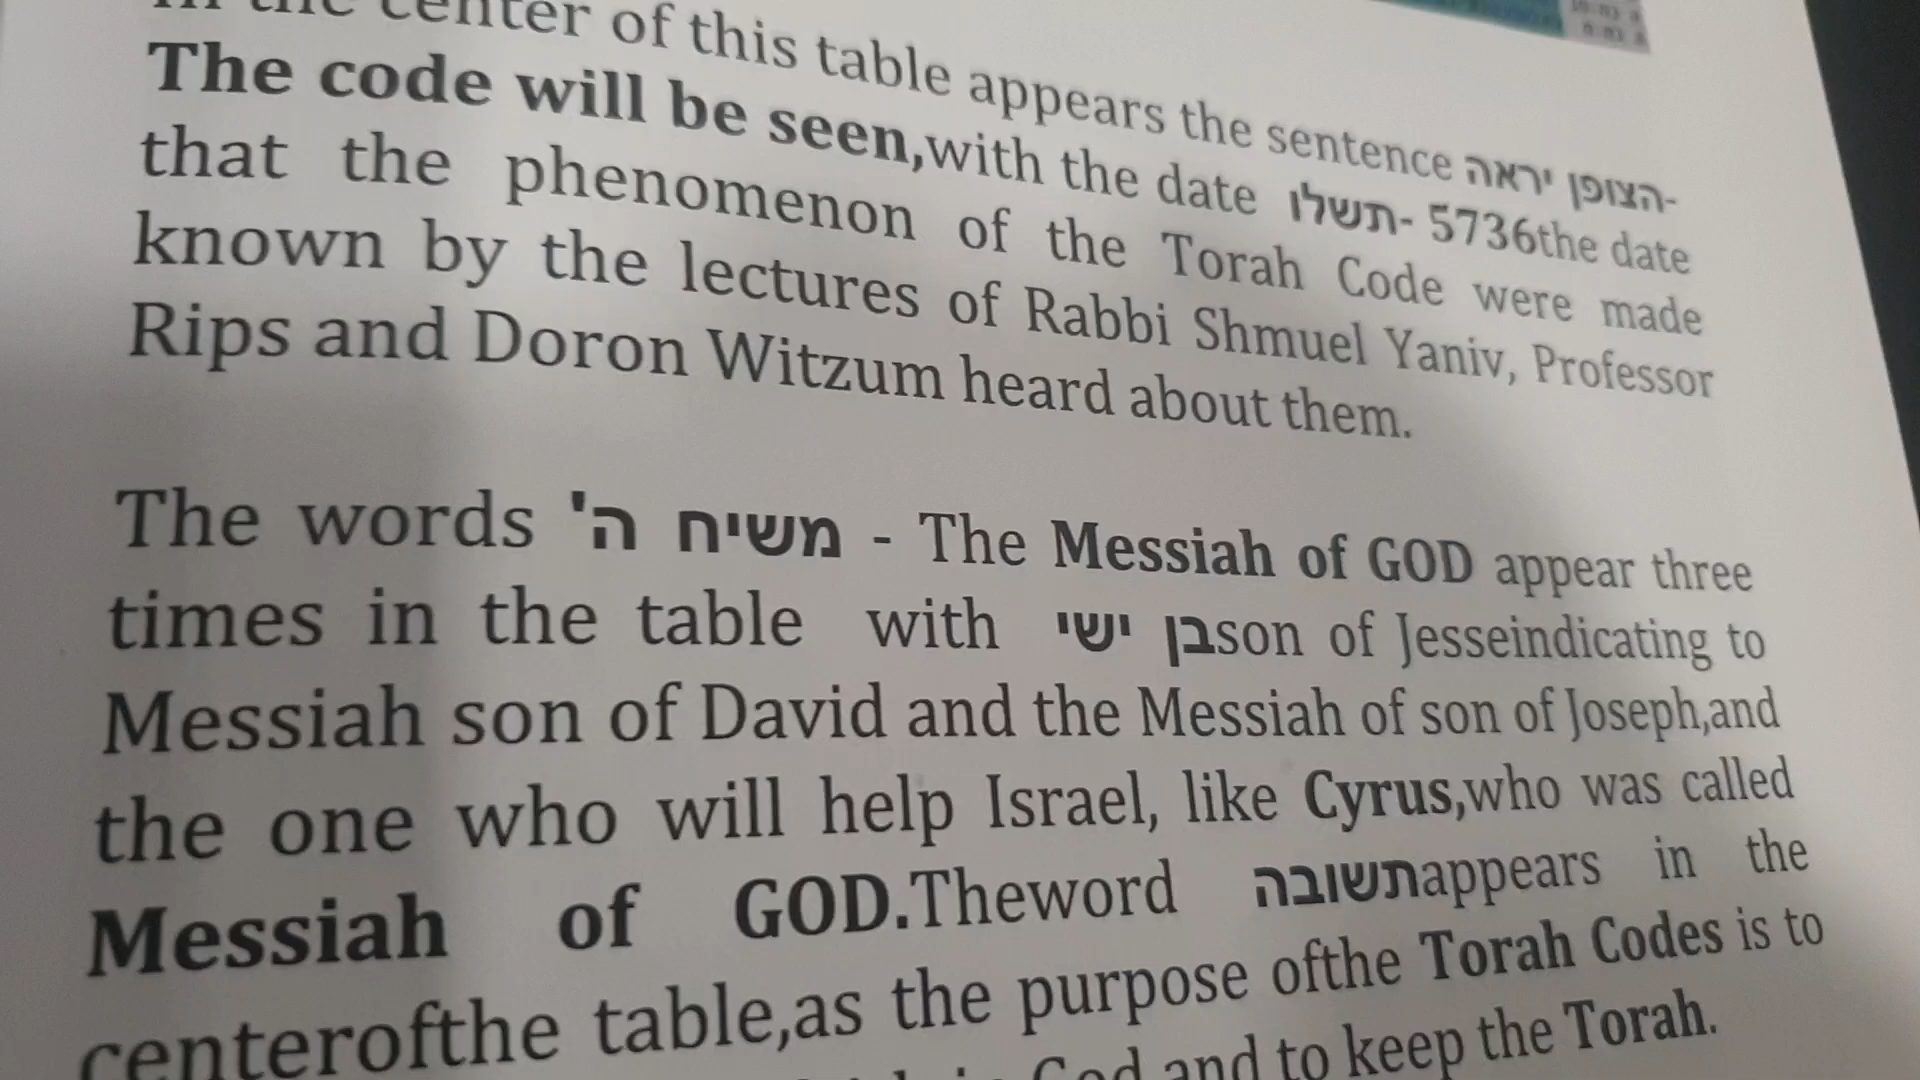 In the center of this table appears the sentence הצופן יראה-
The code will be seen,with the date תשלו- 5736the date
that the phenomenon of the Torah Code were made
known by the lectures of Rabbi Shmuel Yaniv, Professor
Rips and Doron Witzum heard about them.
The words משיח ה' - The Messiah of GOD appear three
times in the table with בן ישיson of Jesseindicating to
Messiah son of David and the Messiah of son of Joseph,and
the one who will help Israel, like Cyrus,who was called
Messiah of GOD.Theword תשובהappears in the
centerofthe table,as the purpose ofthe Torah Codes is to
God and to keep the Torah.